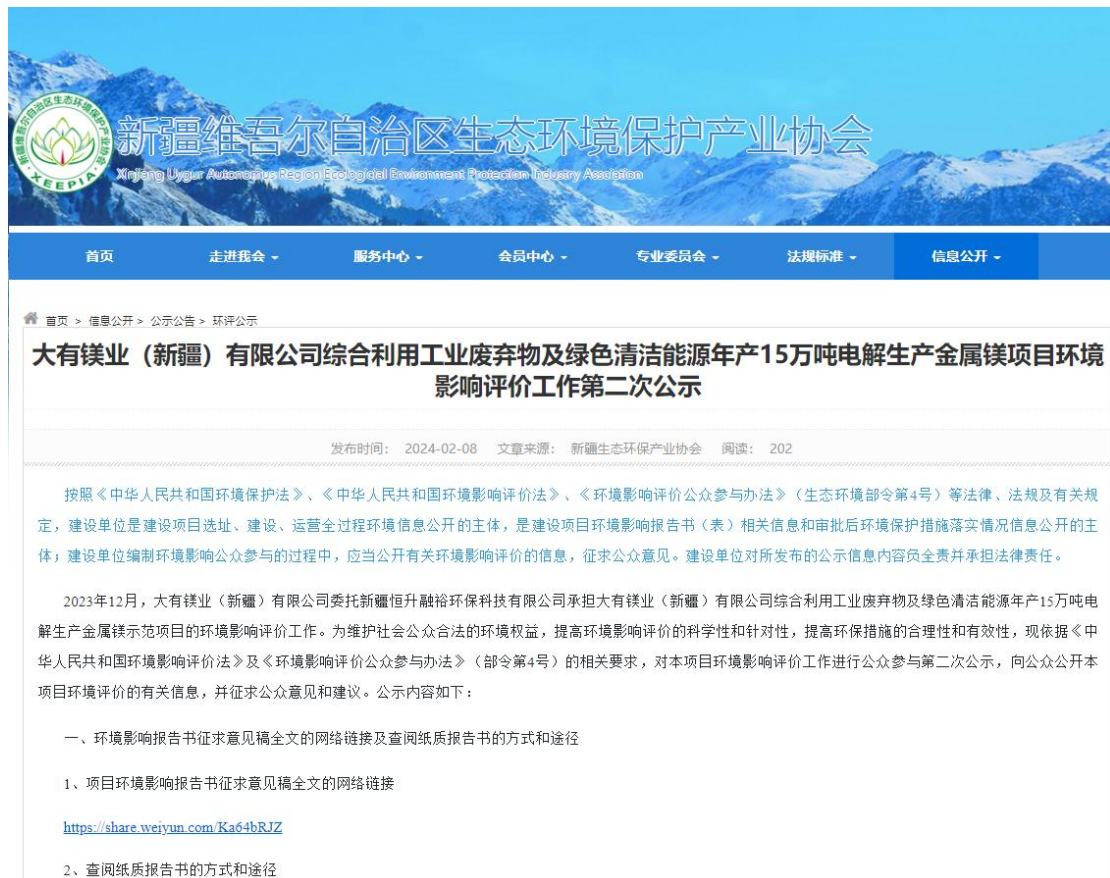 新疆维吾尔自治区生态环境保护产业协会
XEEPIA
新疆维吾尔自治区生态环境保护产业协会
Xinjiang Uygur Autonomus Region Ecological Environment Protection Industry Association
首页 走进我会 服务中心 会员中心 专业委员会 法规标准 信息公开
首页 > 信息公开 > 公示公告 > 环评公示
大有镁业（新疆）有限公司综合利用工业废弃物及绿色清洁能源年产15万吨电解生产金属镁项目环境
影响评价工作第二次公示
发布时间： 2024-02-08 文章来源： 新疆生态环保产业协会 阅读： 202
按照《中华人民共和国环境保护法》、《中华人民共和国环境影响评价法》、《环境影响评价公众参与办法》（生态环境部令第4号）等法律、法规及有关规
定，建设单位是建设项目选址、建设、运营全过程环境信息公开的主体，是建设项目环境影响报告书（表）相关信息和审批后环境保护措施落实情况信息公开的主
体；建设单位编制环境影响公众参与的过程中，应当公开有关环境影响评价的信息，征求公众意见。建设单位对所发布的公示信息内容负全责并承担法律责任。
2023年12月，大有镁业（新疆）有限公司委托新疆恒升融裕环保科技有限公司承担大有镁业（新疆）有限公司综合利用工业废弃物及绿色清洁能源年产15万吨电
解生产金属镁示范项目的环境影响评价工作。为维护社会公众合法的环境权益，提高环境影响评价的科学性和针对性，提高环保措施的合理性和有效性，现依据《中
华人民共和国环境影响评价法》及《环境影响评价公众参与办法》（部令第4号）的相关要求，对本项目环境影响评价工作进行公众参与第二次公示，向公众公开本
项目环境评价的有关信息，并征求公众意见和建议。公示内容如下：
一、环境影响报告书征求意见稿全文的网络链接及查阅纸质报告书的方式和途径
1、项目环境影响报告书征求意见稿全文的网络链接
https://share.weiyun.com/Ka64bRJZ
2、查阅纸质报告书的方式和途径